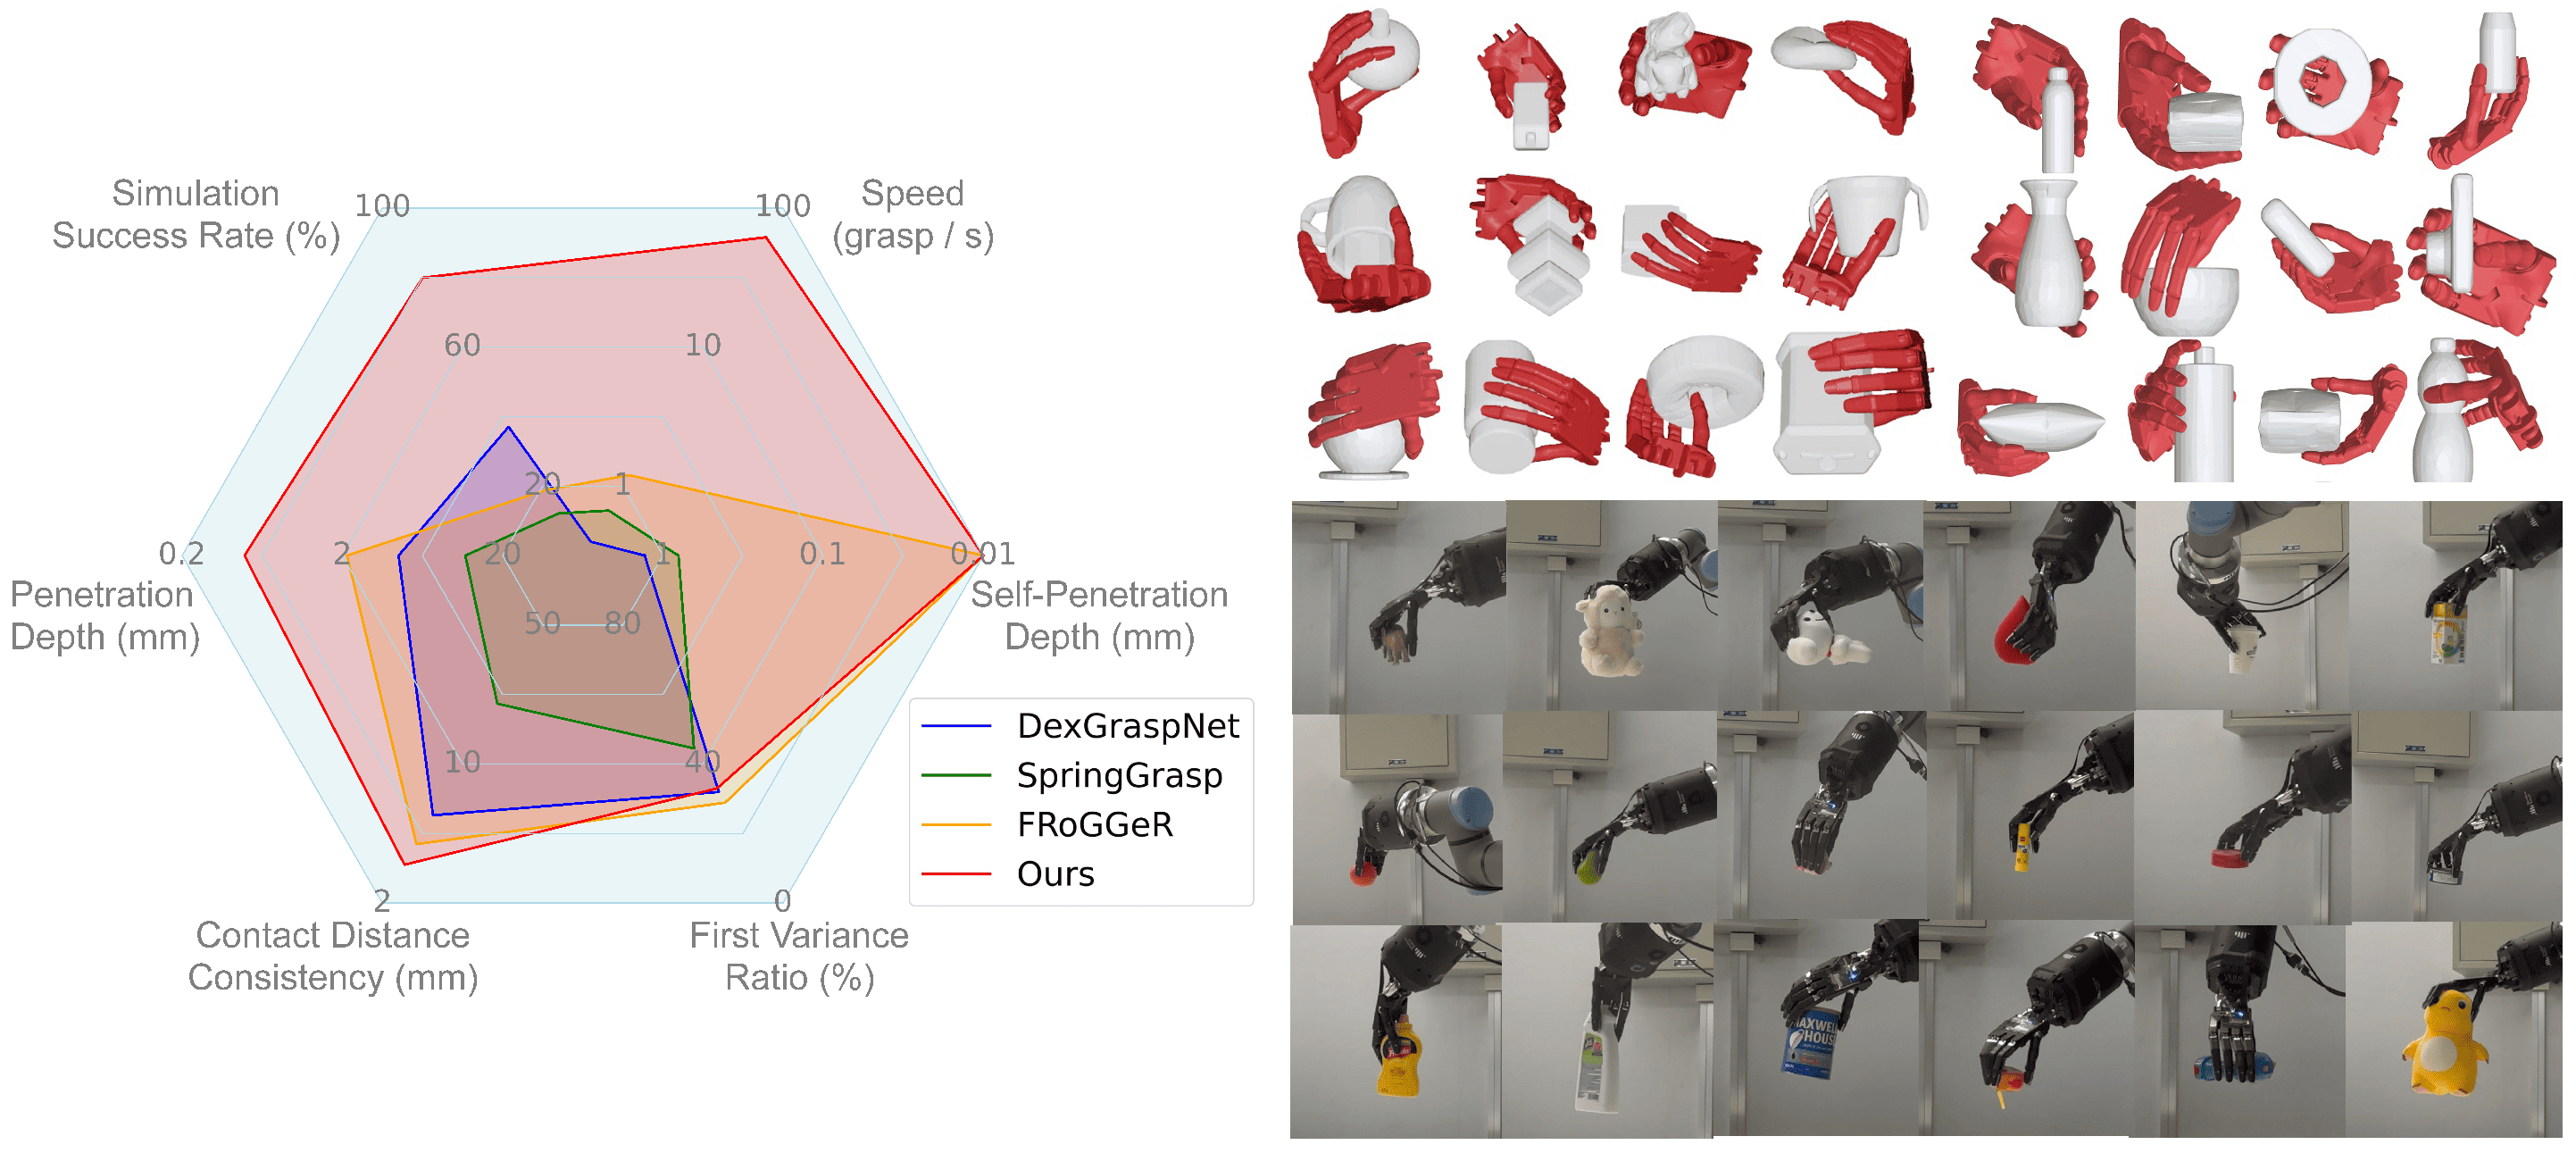 Simulation
Success Rate (%)
100
100
Speed
(grasp / s)
60
10
20
1
0.2
2
20
1
0.1
0.01
Penetration
Depth (mm)
Self-Penetration
Depth (mm)
50
80
10
40
2
0
Contact Distance
Consistency (mm)
First Variance
Ratio (%)
DexGraspNet
SpringGrasp
FRoGGeR
Ours
MAXWELL
HOUSE